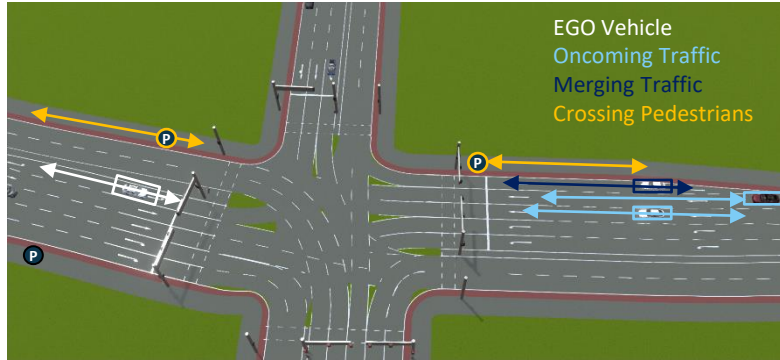 EGO Vehicle
Oncoming Traffic
Merging Traffic
Crossing Pedestrians
P
P
P